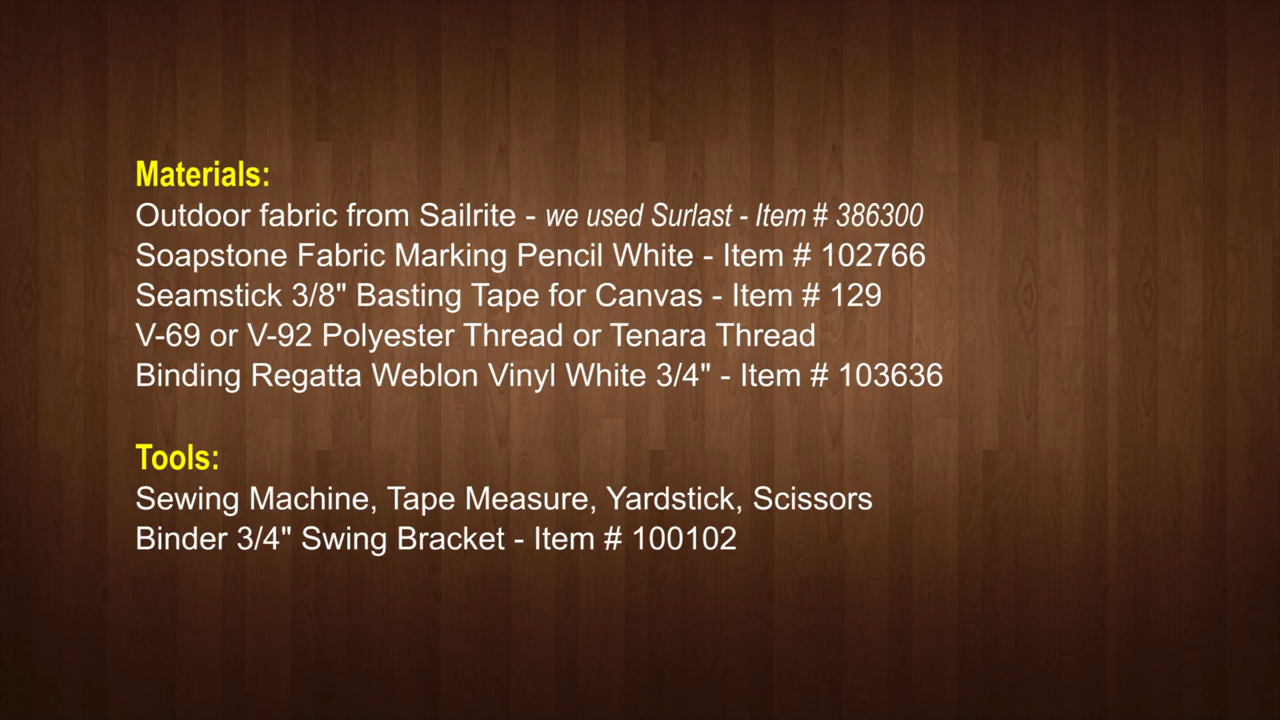 Materials:
Outdoor fabric from Sailrite - we used Surlast - Item # 386300
Soapstone Fabric Marking Pencil White - Item # 102766
Seamstick 3/8" Basting Tape for Canvas - Item # 129
V-69 or V-92 Polyester Thread or Tenara Thread
Binding Regatta Weblon Vinyl White 3/4" - Item # 103636
Tools:
Sewing Machine, Tape Measure, Yardstick, Scissors
Binder 3/4" Swing Bracket - Item # 100102